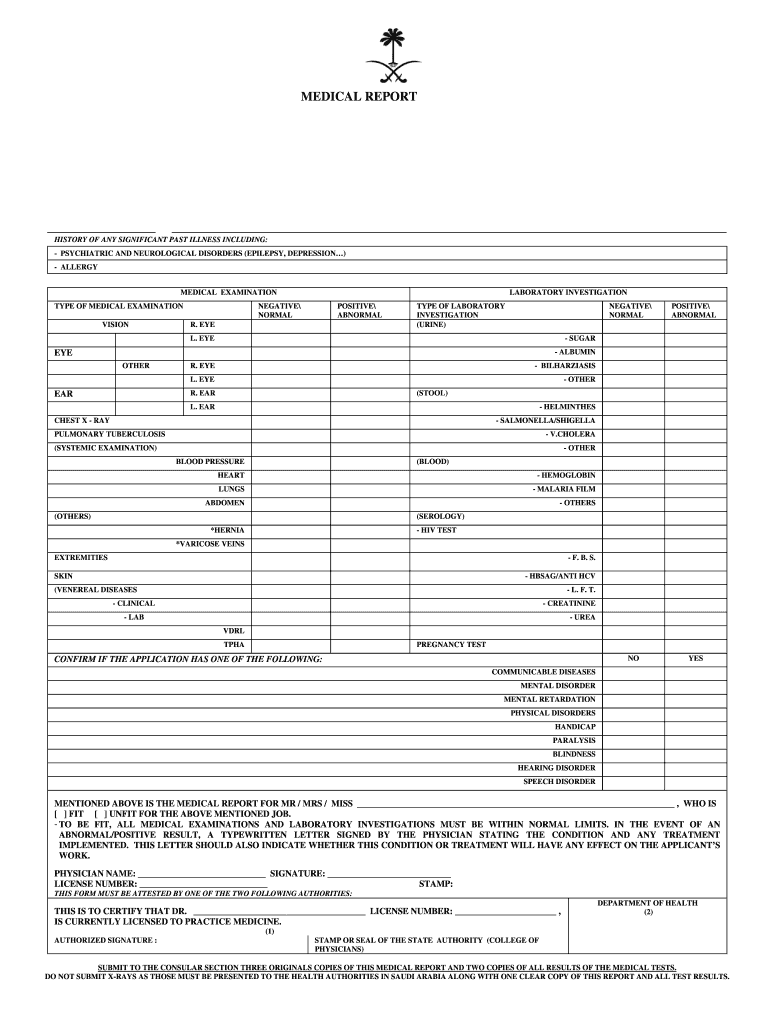 MEDICAL REPORT
HISTORY OF ANY SIGNIFICANT PAST ILLNESS INCLUDING:
- PSYCHIATRIC AND NEUROLOGICAL DISORDERS (EPILEPSY, DEPRESSION…)
- ALLERGY
MEDICAL EXAMINATION LABORATORY INVESTIGATION
TYPE OF MEDICAL EXAMINATION NEGATIVE\ POSITIVE\ TYPE OF LABORATORY NEGATIVE\ POSITIVE\
NORMAL ABNORMAL INVESTIGATION NORMAL ABNORMAL
VISION R. EYE (URINE)
L. EYE - SUGAR
EYE - ALBUMIN
OTHER R. EYE - BILHARZIASIS
L. EYE - OTHER
EAR R. EAR (STOOL)
L. EAR - HELMINTHES
CHEST X - RAY - SALMONELLA/SHIGELLA
PULMONARY TUBERCULOSIS - V.CHOLERA
(SYSTEMIC EXAMINATION) - OTHER
BLOOD PRESSURE (BLOOD)
HEART - HEMOGLOBIN
LUNGS - MALARIA FILM
ABDOMEN - OTHERS
(OTHERS) (SEROLOGY)
*HERNIA - HIV TEST
*VARICOSE VEINS
EXTREMITIES - F. B. S.
SKIN - HBSAG/ANTI HCV
(VENEREAL DISEASES - L. F. T.
- CLINICAL - CREATININE
- LAB - UREA
VDRL
TPHA PREGNANCY TEST
CONFIRM IF THE APPLICATION HAS ONE OF THE FOLLOWING: NO YES
COMMUNICABLE DISEASES
MENTAL DISORDER
MENTAL RETARDATION
PHYSICAL DISORDERS
HANDICAP
PARALYSIS
BLINDNESS
HEARING DISORDER
SPEECH DISORDER
MENTIONED ABOVE IS THE MEDICAL REPORT FOR MR / MRS / MISS ____ , WHO IS
[ ] FIT [ ] UNFIT FOR THE ABOVE MENTIONED JOB.
- TO BE FIT, ALL MEDICAL EXAMINATIONS AND LABORATORY INVESTIGATIONS MUST BE WITHIN NORMAL LIMITS. IN THE EVENT OF AN
ABNORMAL/POSITIVE RESULT, A TYPEWRITTEN LETTER SIGNED BY THE PHYSICIAN STATING THE CONDITION AND ANY TREATMENT
IMPLEMENTED. THIS LETTER SHOULD ALSO INDICATE WHETHER THIS CONDITION OR TREATMENT WILL HAVE ANY EFFECT ON THE APPLICANT'S
WORK.
PHYSICIAN NAME: ____ SIGNATURE: ____
LICENSE NUMBER: ____ STAMP:
THIS FORM MUST BE ATTESTED BY ONE OF THE TWO FOLLOWING AUTHORITIES:
THIS IS TO CERTIFY THAT DR. ____ LICENSE NUMBER: ____ ,
IS CURRENTLY LICENSED TO PRACTICE MEDICINE.
(1)
AUTHORIZED SIGNATURE : STAMP OR SEAL OF THE STATE AUTHORITY (COLLEGE OF
PHYSICIANS)
DEPARTMENT OF HEALTH
(2)
SUBMIT TO THE CONSULAR SECTION THREE ORIGINALS COPIES OF THIS MEDICAL REPORT AND TWO COPIES OF ALL RESULTS OF THE MEDICAL TESTS.
DO NOT SUBMIT X-RAYS AS THOSE MUST BE PRESENTED TO THE HEALTH AUTHORITIES IN SAUDI ARABIA ALONG WITH ONE CLEAR COPY OF THIS REPORT AND ALL TEST RESULTS.